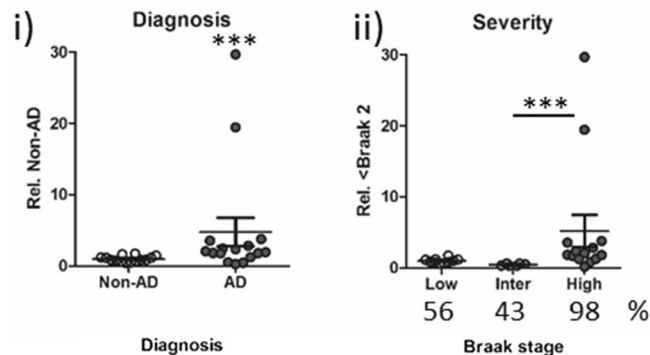 i)
Diagnosis
***
Rel. Non-AD
30
20
10
0
Non-AD
AD
Diagnosis
ii)
Severity
***
Rel. <Braak 2
30
20
10
0
Low Inter High
56 43 98 %
Braak stage